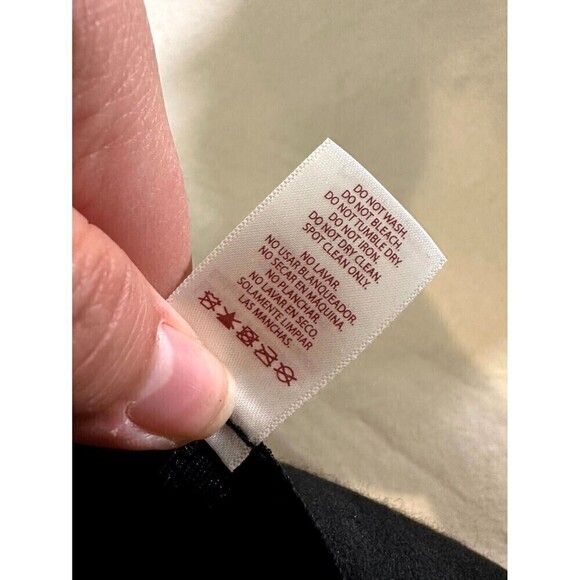 DO NOT WASH.
DO NOT BLEACH.
DO NOT TUMBLE DRY.
DO NOT IRON.
DO NOT DRY CLEAN.
SPOT CLEAN ONLY.
NO LAVAR.
NO USAR BLANQUEADOR.
NO SECAR EN MÁQUINA.
NO PLANCHAR.
NO LAVAR EN SECO.
SOLAMENTE LIMPIAR
LAS MANCHAS.